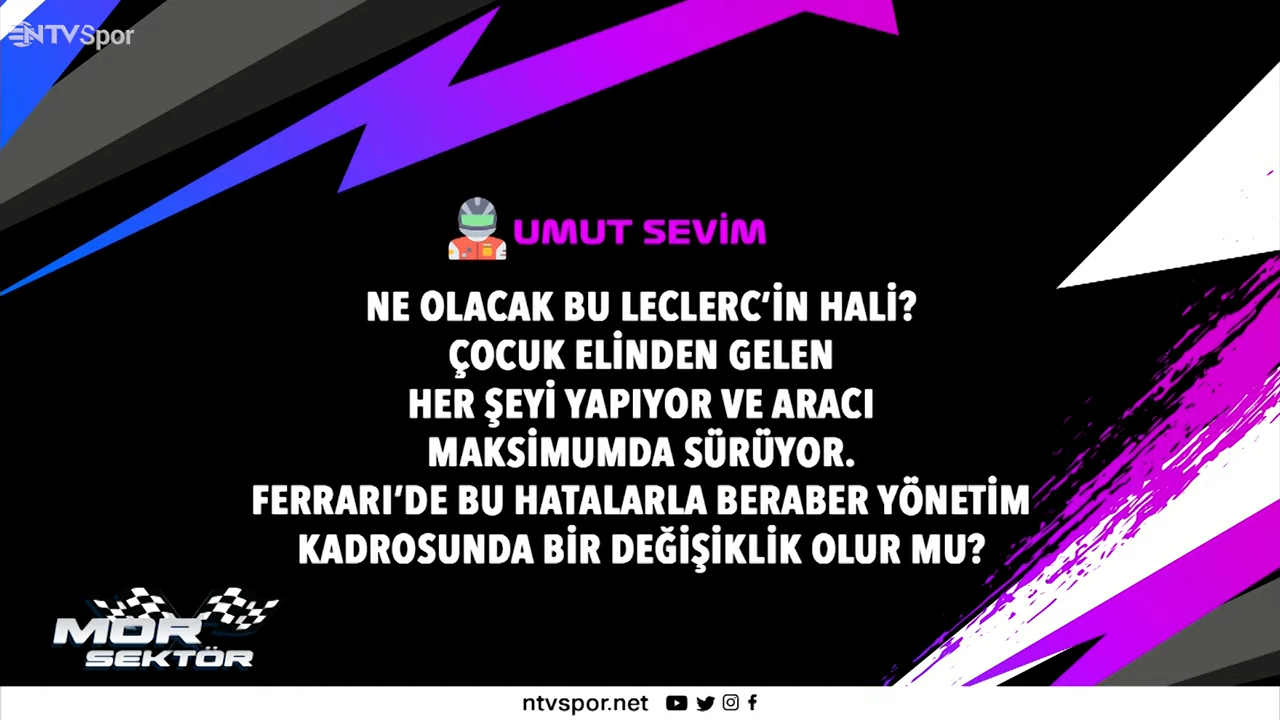 NTVSpor
UMUT SEVİM
NE OLACAK BU LECLERC’İN HALİ?
ÇOCUK ELİNDEN GELEN
HER ŞEYİ YAPIYOR VE ARACI
MAKSİMUMDA SÜRÜYOR.
FERRARI’DE BU HATALARLA BERABER YÖNETİM
KADROSUNDA BİR DEĞİŞİKLİK OLUR MU?
MOR
SEKTÖR
ntvspor.net